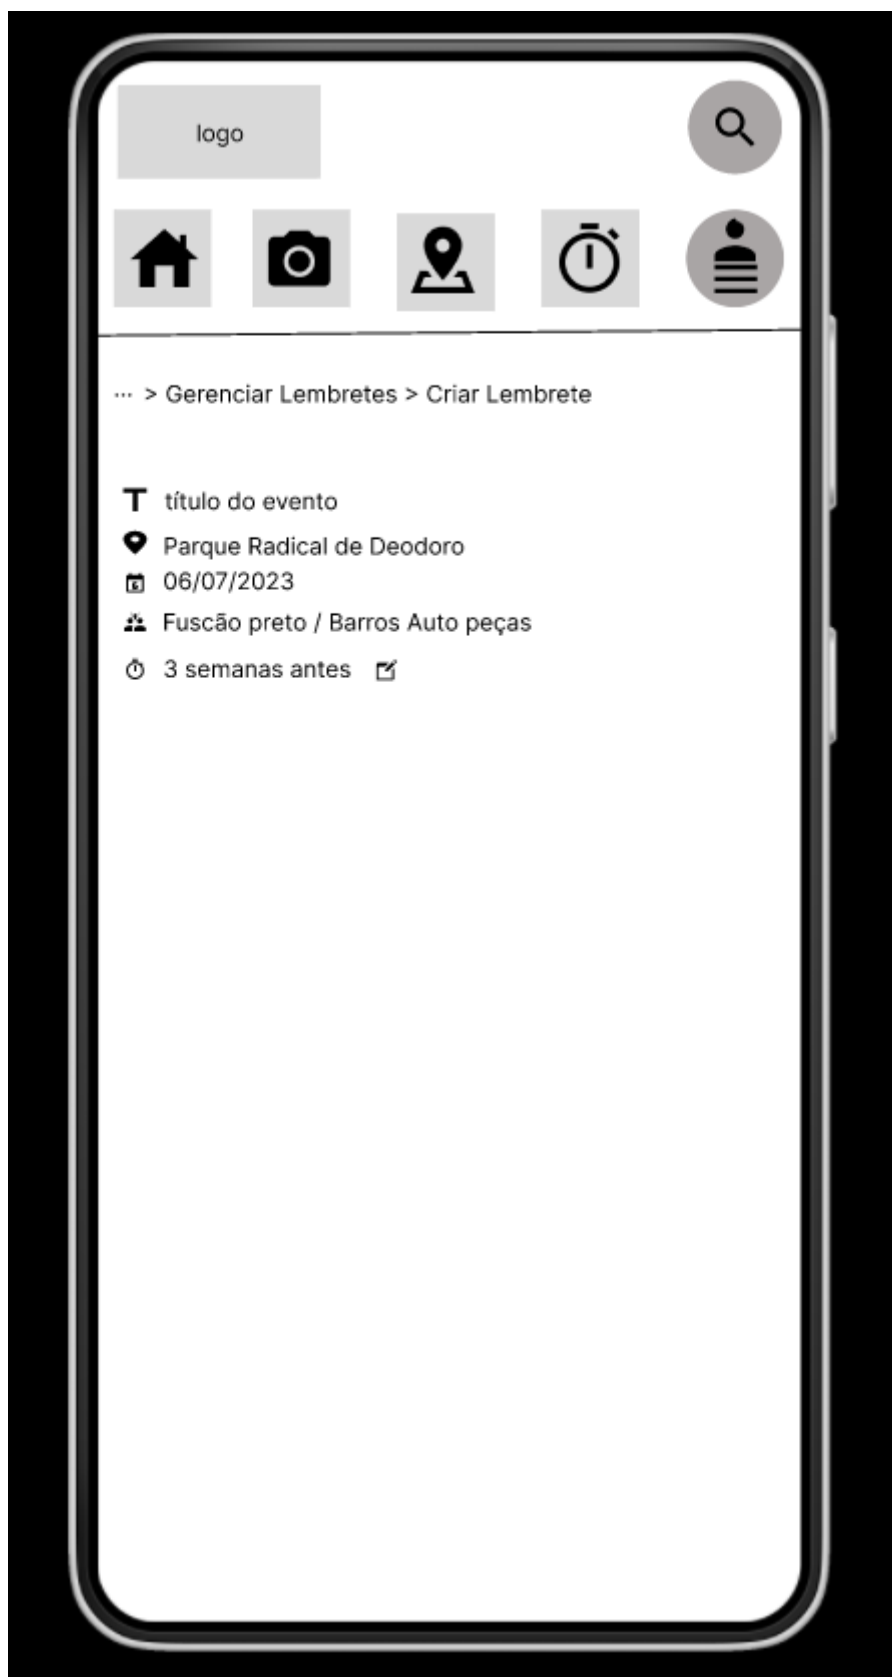 logo
... > Gerenciar Lembretes > Criar Lembrete
título do evento
Parque Radical de Deodoro
06/07/2023
Fuscão preto / Barros Auto peças
3 semanas antes